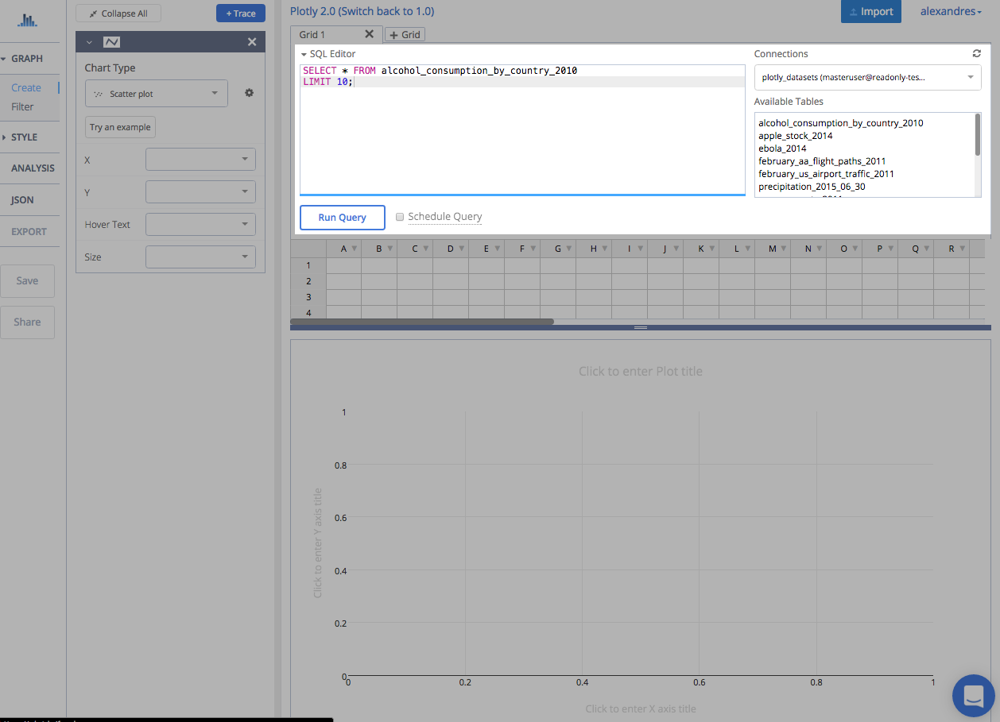 Collapse All
+ Trace
Plotly 2.0 (Switch back to 1.0)
Import
alexandres
GRAPH
Create
Filter
STYLE
ANALYSIS
JSON
EXPORT
Save
Share
Chart Type
Scatter plot
Try an example
X
Y
Hover Text
Size
Grid 1
+ Grid
SQL Editor
SELECT * FROM alcohol_consumption_by_country_2010
LIMIT 10;
Run Query
Schedule Query
Connections
plotly_datasets (masteruser@readonly-tes...
Available Tables
alcohol_consumption_by_country_2010
apple_stock_2014
ebola_2014
february_aa_flight_paths_2011
february_us_airport_traffic_2011
precipitation_2015_06_30
A B C D E F G H I J K L M N O P Q R
1
2
3
4
Click to enter Plot title
Click to enter Y axis title
1
0.8
0.6
0.4
0.2
0
0 0.2 0.4 0.6 0.8 1
Click to enter X axis title